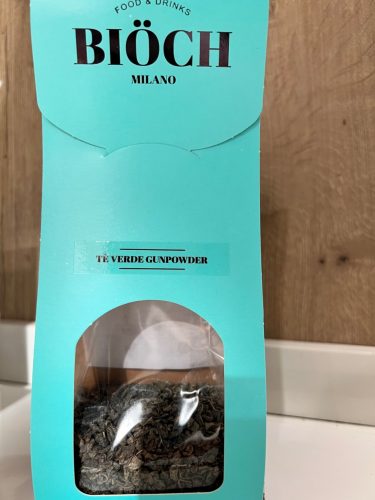 FOOD & DRINKS
BIÖCH
MILANO
TÈ VERDE GUNPOWDER